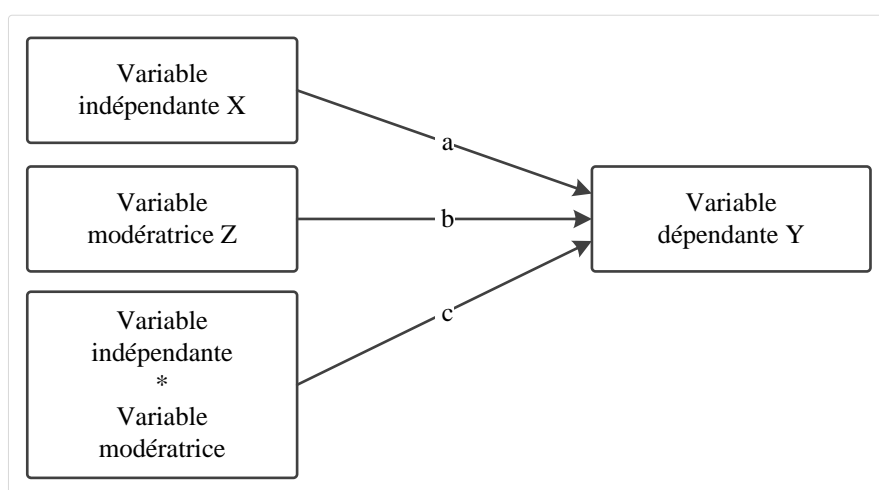 Variable
indépendante X
a
Variable
modératrice Z
b
Variable
dépendante Y
Variable
indépendante
*
Variable
modératrice
c